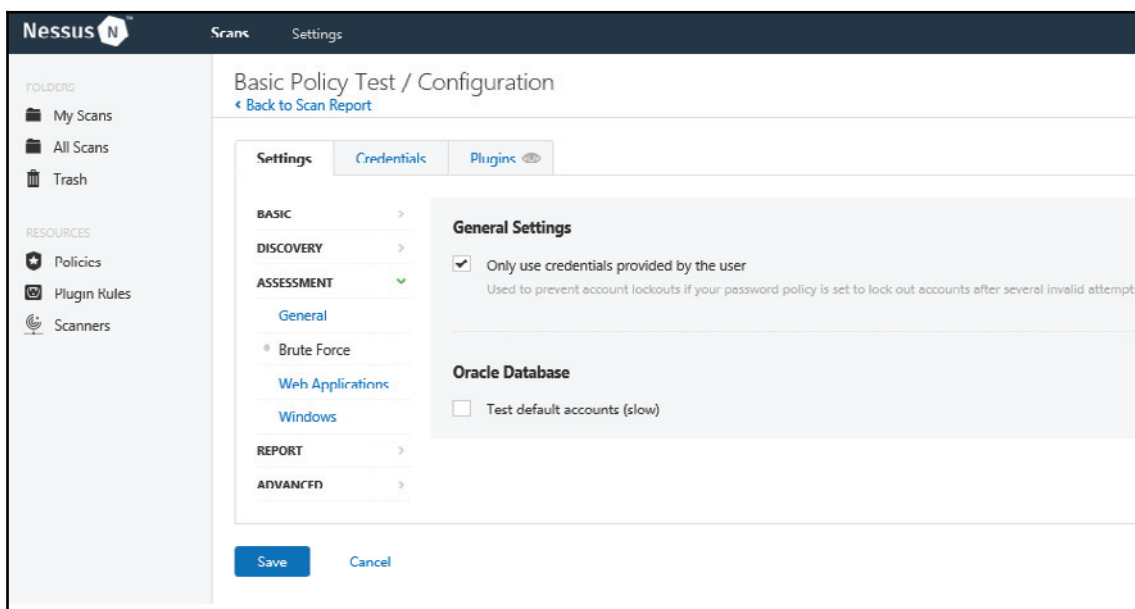 Nessus N ™
Scans Settings
FOLDERS
My Scans
All Scans
Trash
RESOURCES
Policies
Plugin Rules
Scanners
Basic Policy Test / Configuration
Back to Scan Report
Settings Credentials Plugins
BASIC
DISCOVERY
ASSESSMENT
General
Brute Force
Web Applications
Windows
REPORT
ADVANCED
General Settings
Only use credentials provided by the user
Used to prevent account lockouts if your password policy is set to lock out accounts after several invalid attempts
Oracle Database
Test default accounts (slow)
Save Cancel